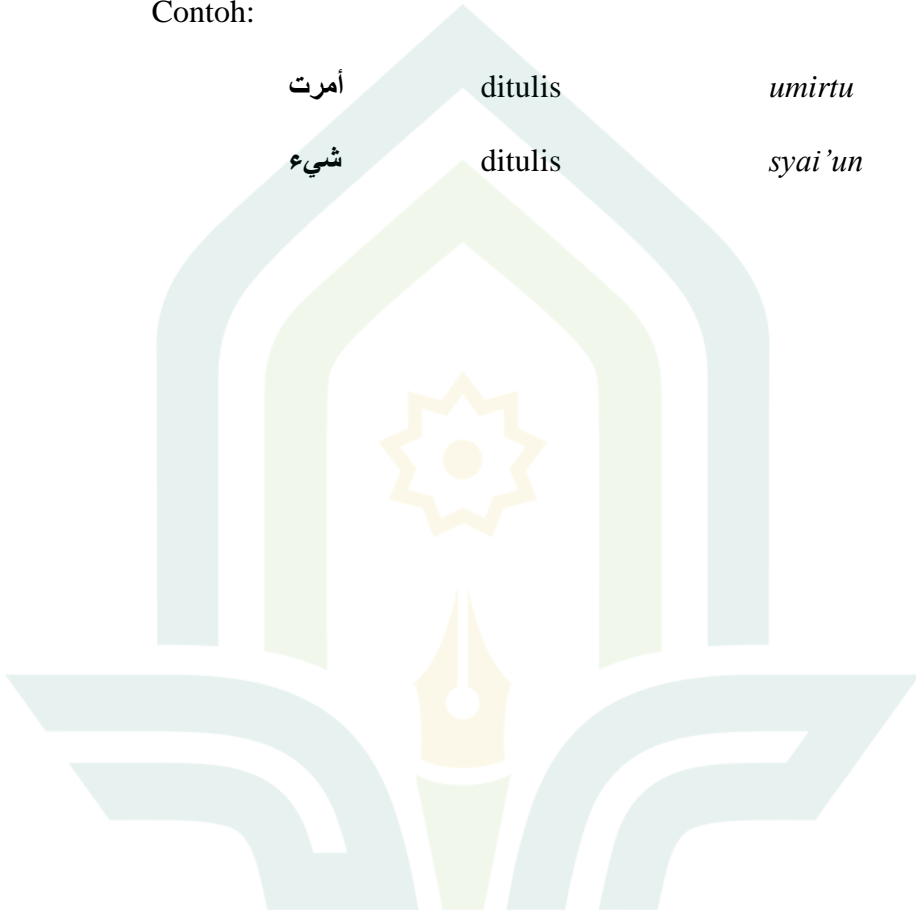 Contoh:
أمرت ditulis umirtu
شيء ditulis syai’un